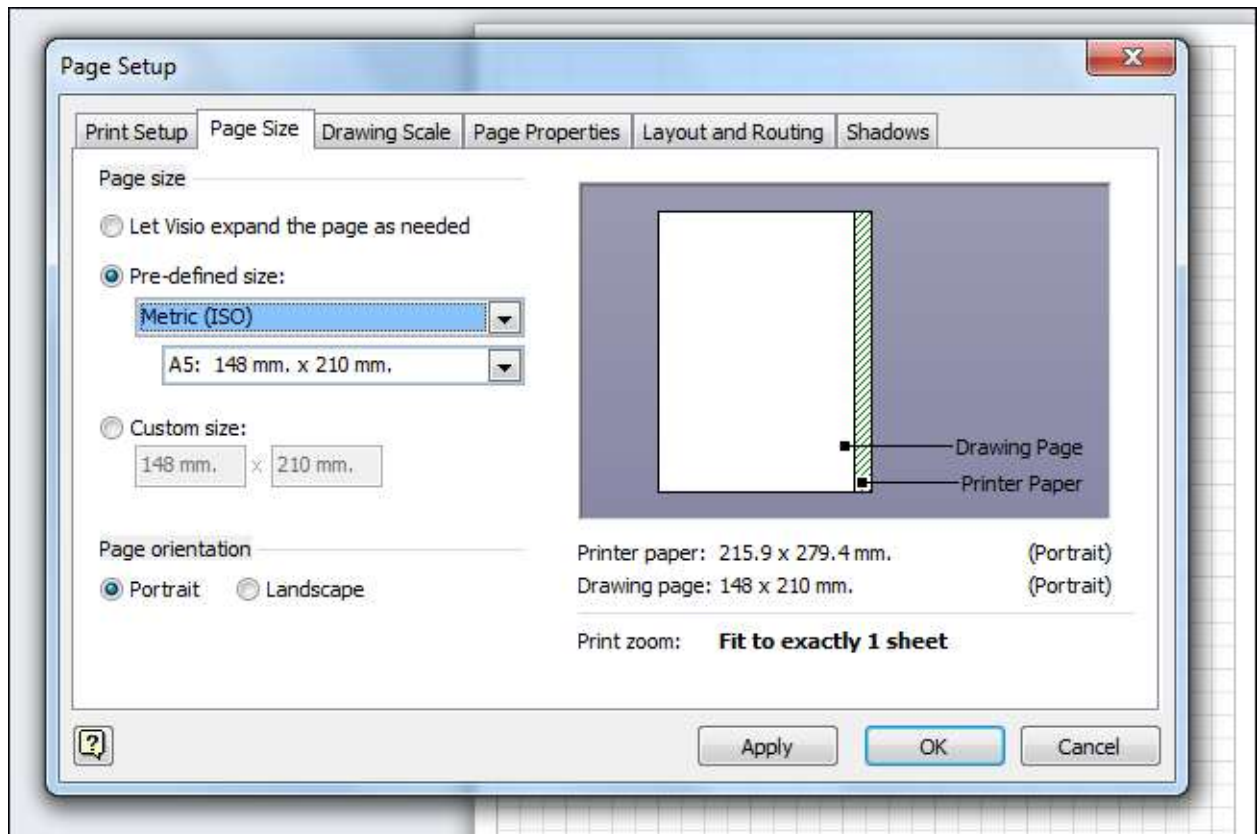 Page Setup
Print Setup Page Size Drawing Scale Page Properties Layout and Routing Shadows
Page size
Let Visio expand the page as needed
Pre-defined size:
Metric (ISO)
A5: 148 mm. x 210 mm.
Custom size:
148 mm. x 210 mm.
Page orientation
Portrait Landscape
Drawing Page
Printer Paper
Printer paper: 215.9 x 279.4 mm. (Portrait)
Drawing page: 148 x 210 mm. (Portrait)
Print zoom: Fit to exactly 1 sheet
Apply OK Cancel